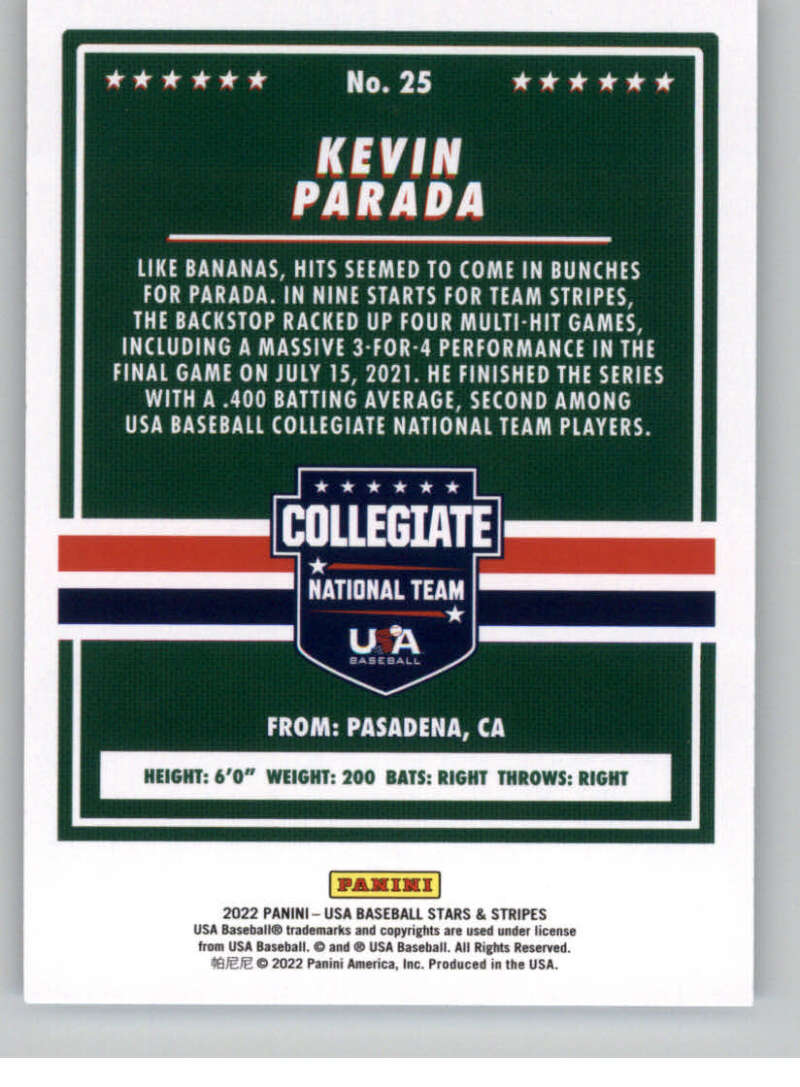 No. 25
KEVIN
PARADA
LIKE BANANAS, HITS SEEMED TO COME IN BUNCHES
FOR PARADA. IN NINE STARTS FOR TEAM STRIPES,
THE BACKSTOP RACKED UP FOUR MULTI-HIT GAMES,
INCLUDING A MASSIVE 3-FOR-4 PERFORMANCE IN THE
FINAL GAME ON JULY 15, 2021. HE FINISHED THE SERIES
WITH A .400 BATTING AVERAGE, SECOND AMONG
USA BASEBALL COLLEGIATE NATIONAL TEAM PLAYERS.
COLLEGIATE
NATIONAL TEAM
USA
BASEBALL
FROM: PASADENA, CA
HEIGHT: 6'0" WEIGHT: 200 BATS: RIGHT THROWS: RIGHT
PANINI
2022 PANINI – USA BASEBALL STARS & STRIPES
USA Baseball® trademarks and copyrights are used under license
from USA Baseball. © and ® USA Baseball. All Rights Reserved.
帕尼尼 © 2022 Panini America, Inc. Produced in the USA.